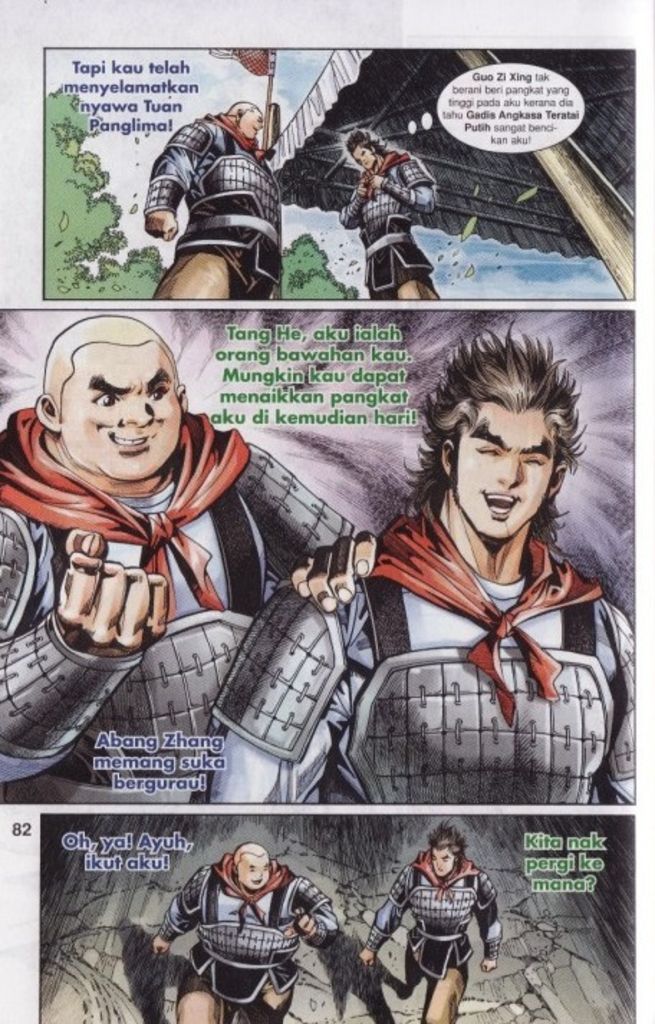 Tapi kau telah
menyelamatkan
nyawa Tuan
Panglima!
Guo Zi Xing tak
berani beri pangkat yang
tinggi pada aku kerana dia
tahu Gadis Angkasa Teratai
Putih sangat benci-
kan aku!
Tang He, aku ialah
orang bawahan kau.
Mungkin kau dapat
menaikkan pangkat
aku di kemudian hari!
Abang Zhang
memang suka
bergurau!
82
Oh, ya! Ayuh,
ikut aku!
Kita nak
pergi ke
mana?